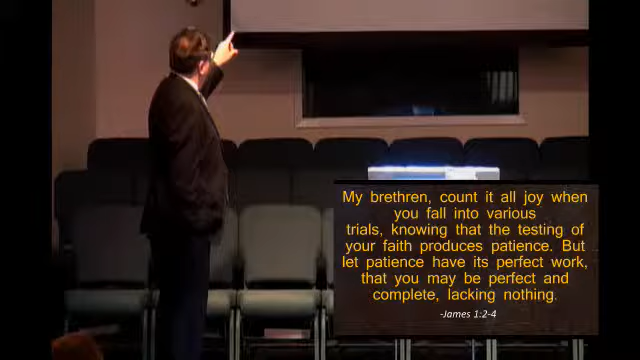 My brethren, count it all joy when
you fall into various
trials, knowing that the testing of
your faith produces patience. But
let patience have its perfect work,
that you may be perfect and
complete, lacking nothing.
-James 1:2-4